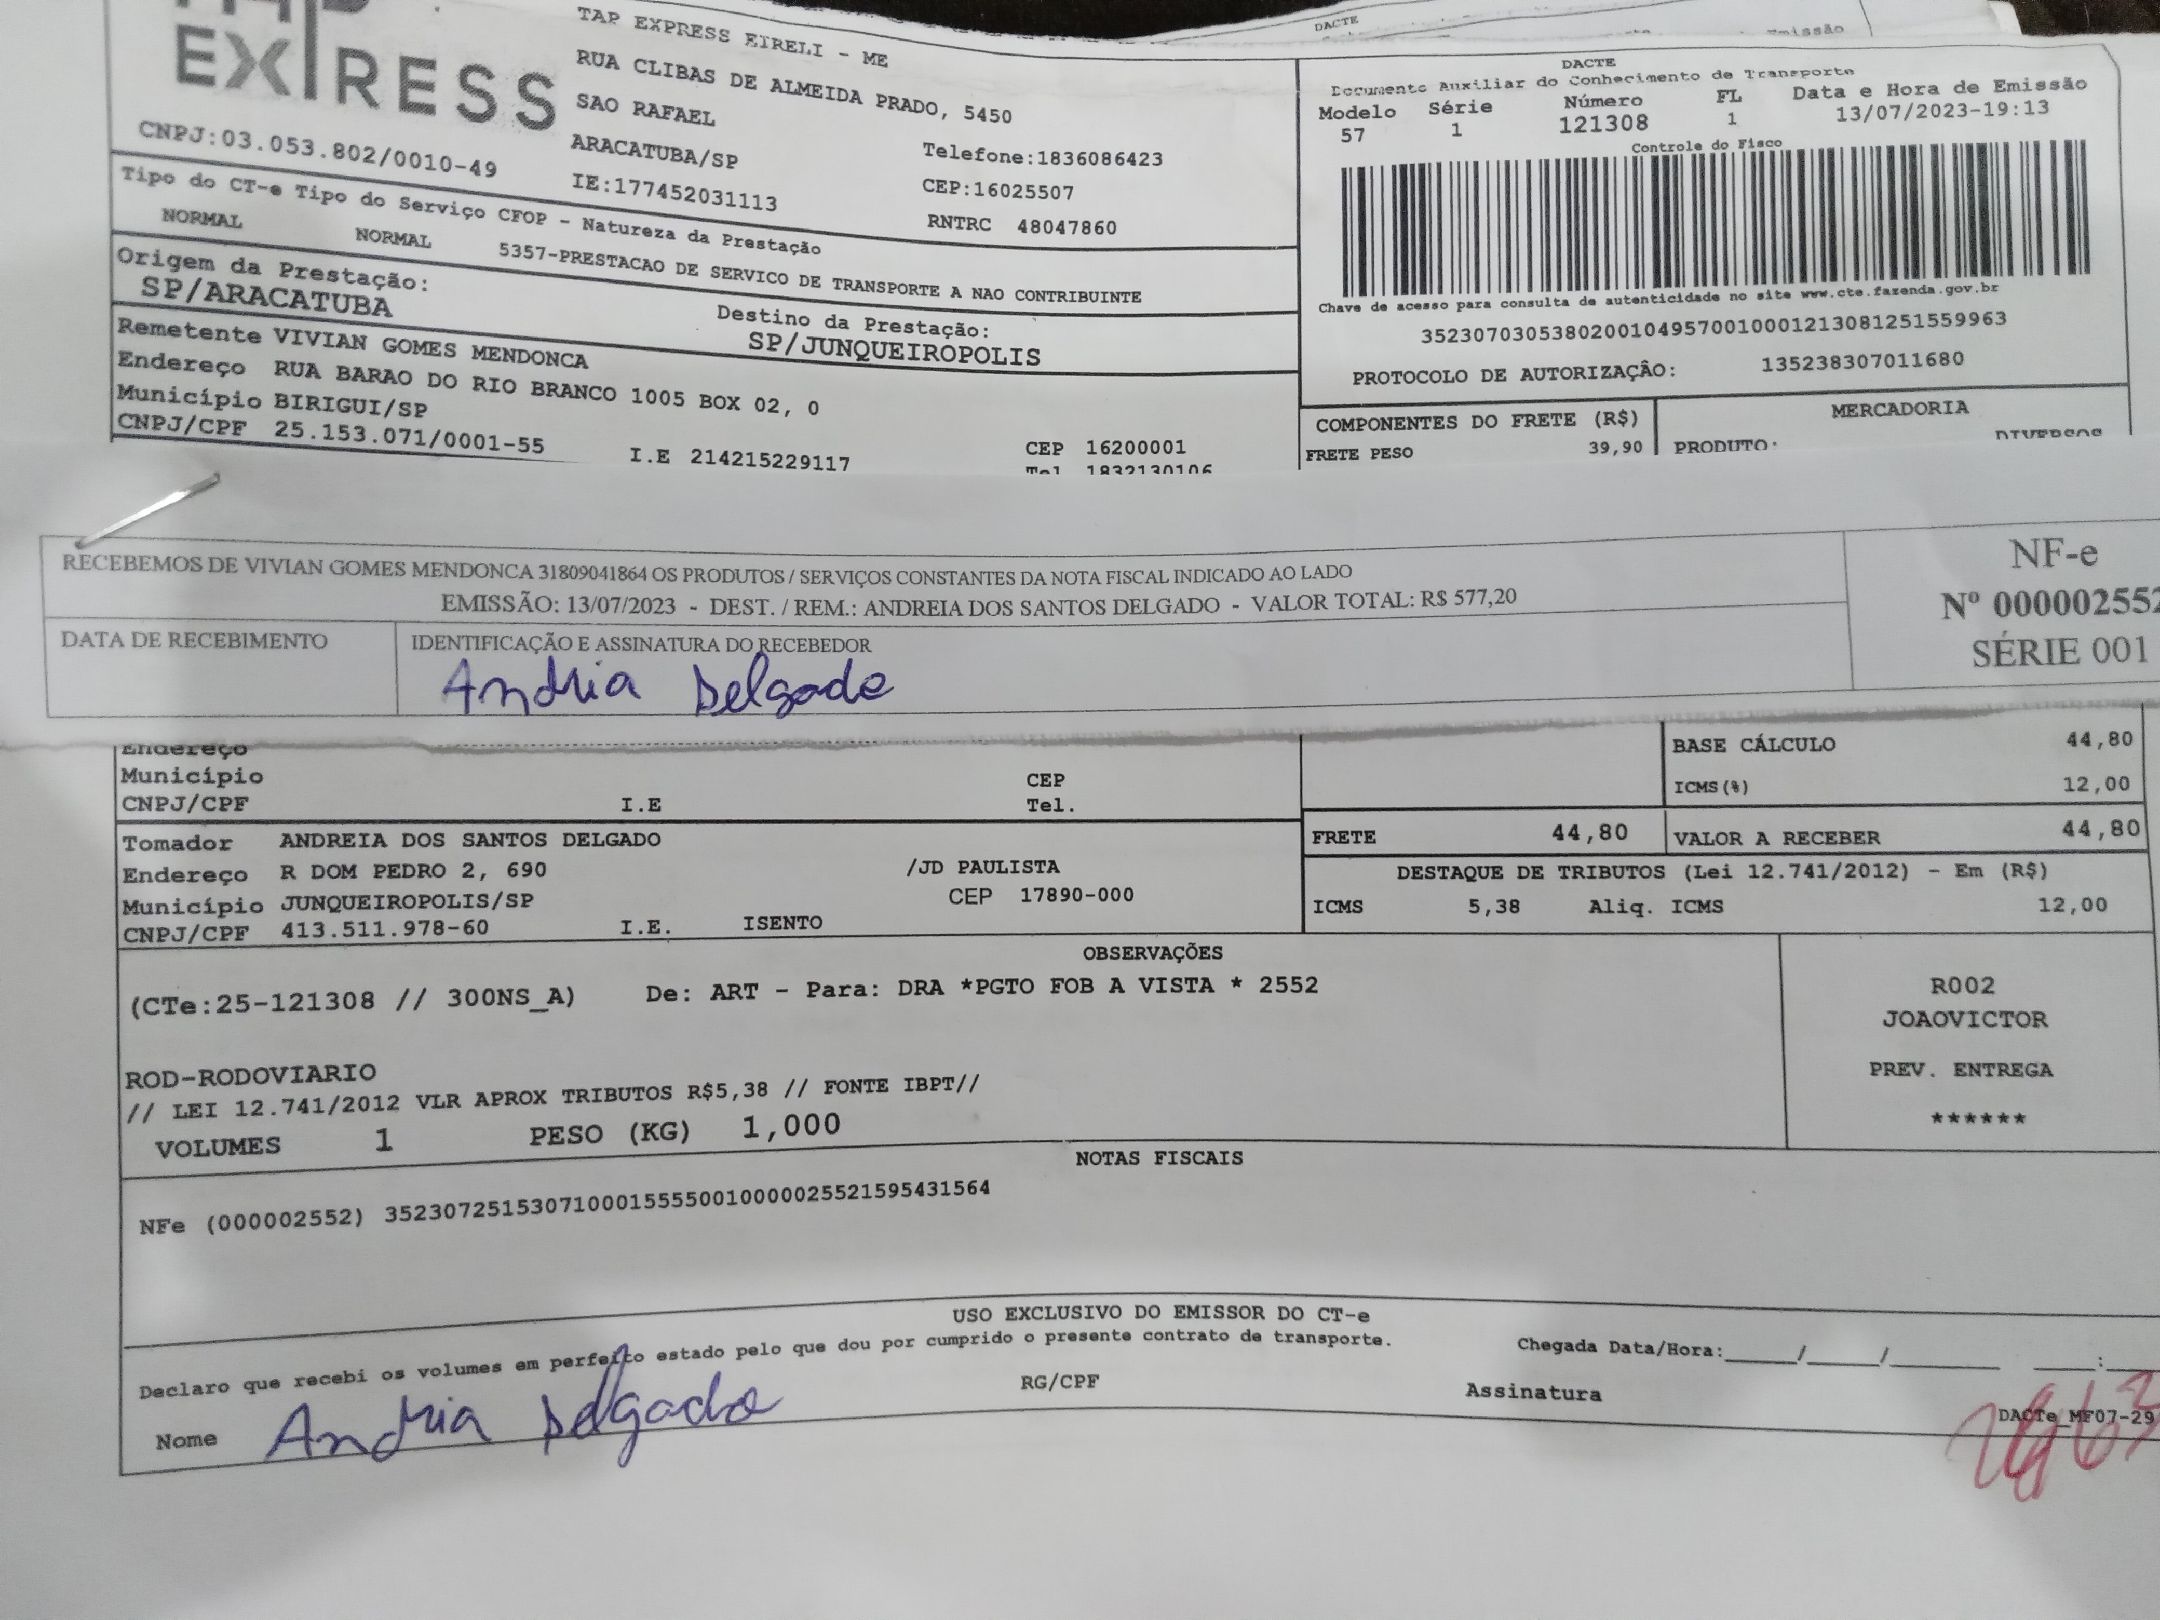 DACTE
Emissão
EXPRESS
TAP EXPRESS EIRELI - ME
RUA CLIBAS DE ALMEIDA PRADO, 5450
SAO RAFAEL
ARACATUBA/SP
Telefone:1836086423
CNPJ:03.053.802/0010-49
IE:177452031113
CEP:16025507
RNTRC 48047860
DACTE
Documento Auxiliar do Conhecimento de Transporte
Modelo Série Número FL Data e Hora de Emissão
57 1 121308 1 13/07/2023-19:13
Controle do Fisco
Chave de acesso para consulta de autenticidade no site www.cte.fazenda.gov.br
35230703053802001049570010001213081251559963
PROTOCOLO DE AUTORIZAÇÃO: 135238307011680
Tipo do CT-e Tipo do Serviço CFOP - Natureza da Prestação
NORMAL NORMAL 5357-PRESTACAO DE SERVICO DE TRANSPORTE A NAO CONTRIBUINTE
Origem da Prestação: Destino da Prestação:
SP/ARACATUBA SP/JUNQUEIROPOLIS
Remetente VIVIAN GOMES MENDONCA
Endereço RUA BARAO DO RIO BRANCO 1005 BOX 02, 0
Município BIRIGUI/SP CEP 16200001
CNPJ/CPF 25.153.071/0001-55 I.E 214215229117 Tel 1832130106
COMPONENTES DO FRETE (R$) MERCADORIA
FRETE PESO 39,90 PRODUTO: DIVERSOS
RECEBEMOS DE VIVIAN GOMES MENDONCA 31809041864 OS PRODUTOS / SERVIÇOS CONSTANTES DA NOTA FISCAL INDICADO AO LADO
EMISSÃO: 13/07/2023 - DEST. / REM.: ANDREIA DOS SANTOS DELGADO - VALOR TOTAL: R$ 577,20
NF-e
Nº 000002552
SÉRIE 001
DATA DE RECEBIMENTO IDENTIFICAÇÃO E ASSINATURA DO RECEBEDOR
Andréia Delgado
Endereço
Município CEP
CNPJ/CPF I.E Tel.
BASE CÁLCULO 44,80
ICMS(%) 12,00
FRETE 44,80 VALOR A RECEBER 44,80
Tomador ANDREIA DOS SANTOS DELGADO
Endereço R DOM PEDRO 2, 690 /JD PAULISTA
Município JUNQUEIROPOLIS/SP CEP 17890-000
CNPJ/CPF 413.511.978-60 I.E. ISENTO
DESTAQUE DE TRIBUTOS (Lei 12.741/2012) - Em (R$)
ICMS 5,38 Aliq. ICMS 12,00
OBSERVAÇÕES
(CTe:25-121308 // 300NS_A) De: ART - Para: DRA *PGTO FOB A VISTA * 2552
R002
JOAOVICTOR
PREV. ENTREGA
******
ROD-RODOVIARIO
// LEI 12.741/2012 VLR APROX TRIBUTOS R$5,38 // FONTE IBPT//
VOLUMES 1 PESO (KG) 1,000
NOTAS FISCAIS
NFe (000002552) 35230725153071000155550010000025521595431564
USO EXCLUSIVO DO EMISSOR DO CT-e
Declaro que recebi os volumes em perfeito estado pelo que dou por cumprido o presente contrato de transporte.
Chegada Data/Hora:_____/_____/________ ____:
Nome Andréia Delgado RG/CPF Assinatura
DACTe_MF07-29